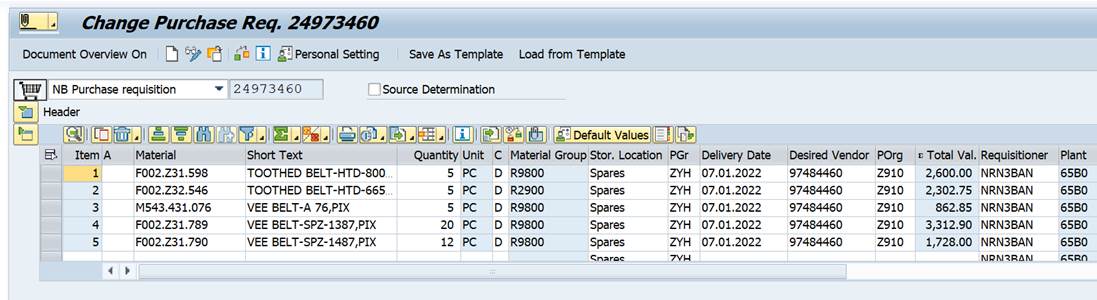 Change Purchase Req. 24973460
Document Overview On Personal Setting Save As Template Load from Template
NB Purchase requisition 24973460 Source Determination
Header
Default Values
Item A Material Short Text Quantity Unit C Material Group Stor. Location PGr Delivery Date Desired Vendor POrg Total Val. Requisitioner Plant
1 F002.Z31.598 TOOTHED BELT-HTD-800... 5 PC D R9800 Spares ZYH 07.01.2022 97484460 Z910 2,600.00 NRN3BAN 65B0
2 F002.Z32.546 TOOTHED BELT-HTD-665... 5 PC D R2900 Spares ZYH 07.01.2022 97484460 Z910 2,302.75 NRN3BAN 65B0
3 M543.431.076 VEE BELT-A 76,PIX 5 PC D R9800 Spares ZYH 07.01.2022 97484460 Z910 862.85 NRN3BAN 65B0
4 F002.Z31.789 VEE BELT-SPZ-1387,PIX 20 PC D R9800 Spares ZYH 07.01.2022 97484460 Z910 3,312.90 NRN3BAN 65B0
5 F002.Z31.790 VEE BELT-SPZ-1487,PIX 12 PC D R9800 Spares ZYH 07.01.2022 97484460 Z910 1,728.00 NRN3BAN 65B0
Spares ZYH NRN3BAN 65B0